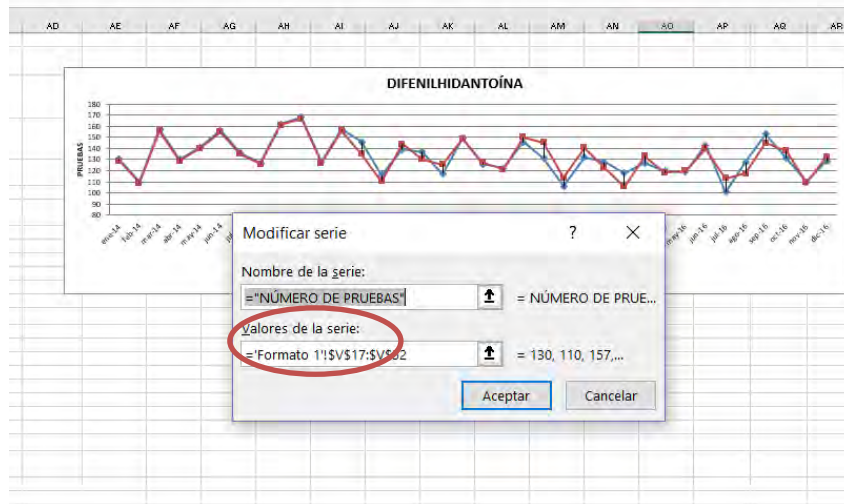 AD AE AF AG AH AI AJ AK AL AM AN AO AP AQ AR
DIFENILHIDANTOÍNA
PRUEBAS
180
170
160
150
140
130
120
110
100
90
80
ene-14 feb-14 mar-14 abr-14 may-14 jun-14 may-16 jun-16 jul-16 ago-16 sep-16 oct-16 nov-16 dic-16
Modificar serie ? X
Nombre de la serie:
="NÚMERO DE PRUEBAS" = NÚMERO DE PRUE...
Valores de la serie:
='Formato 1'!$V$17:$V$52 = 130, 110, 157,...
Aceptar Cancelar